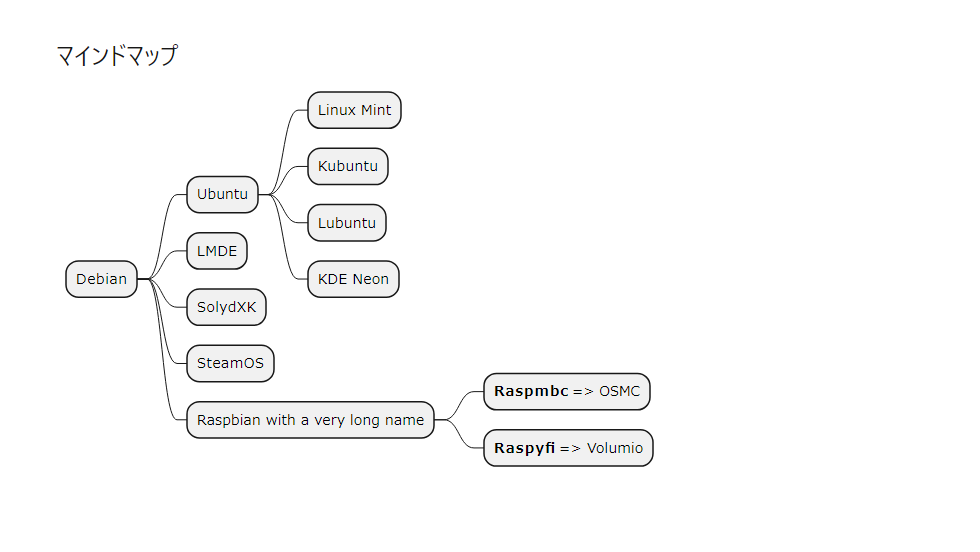 マインドマップ
Debian
Ubuntu
Linux Mint
Kubuntu
Lubuntu
KDE Neon
LMDE
SolydXK
SteamOS
Raspbian with a very long name
Raspmbc => OSMC
Raspyfi => Volumio